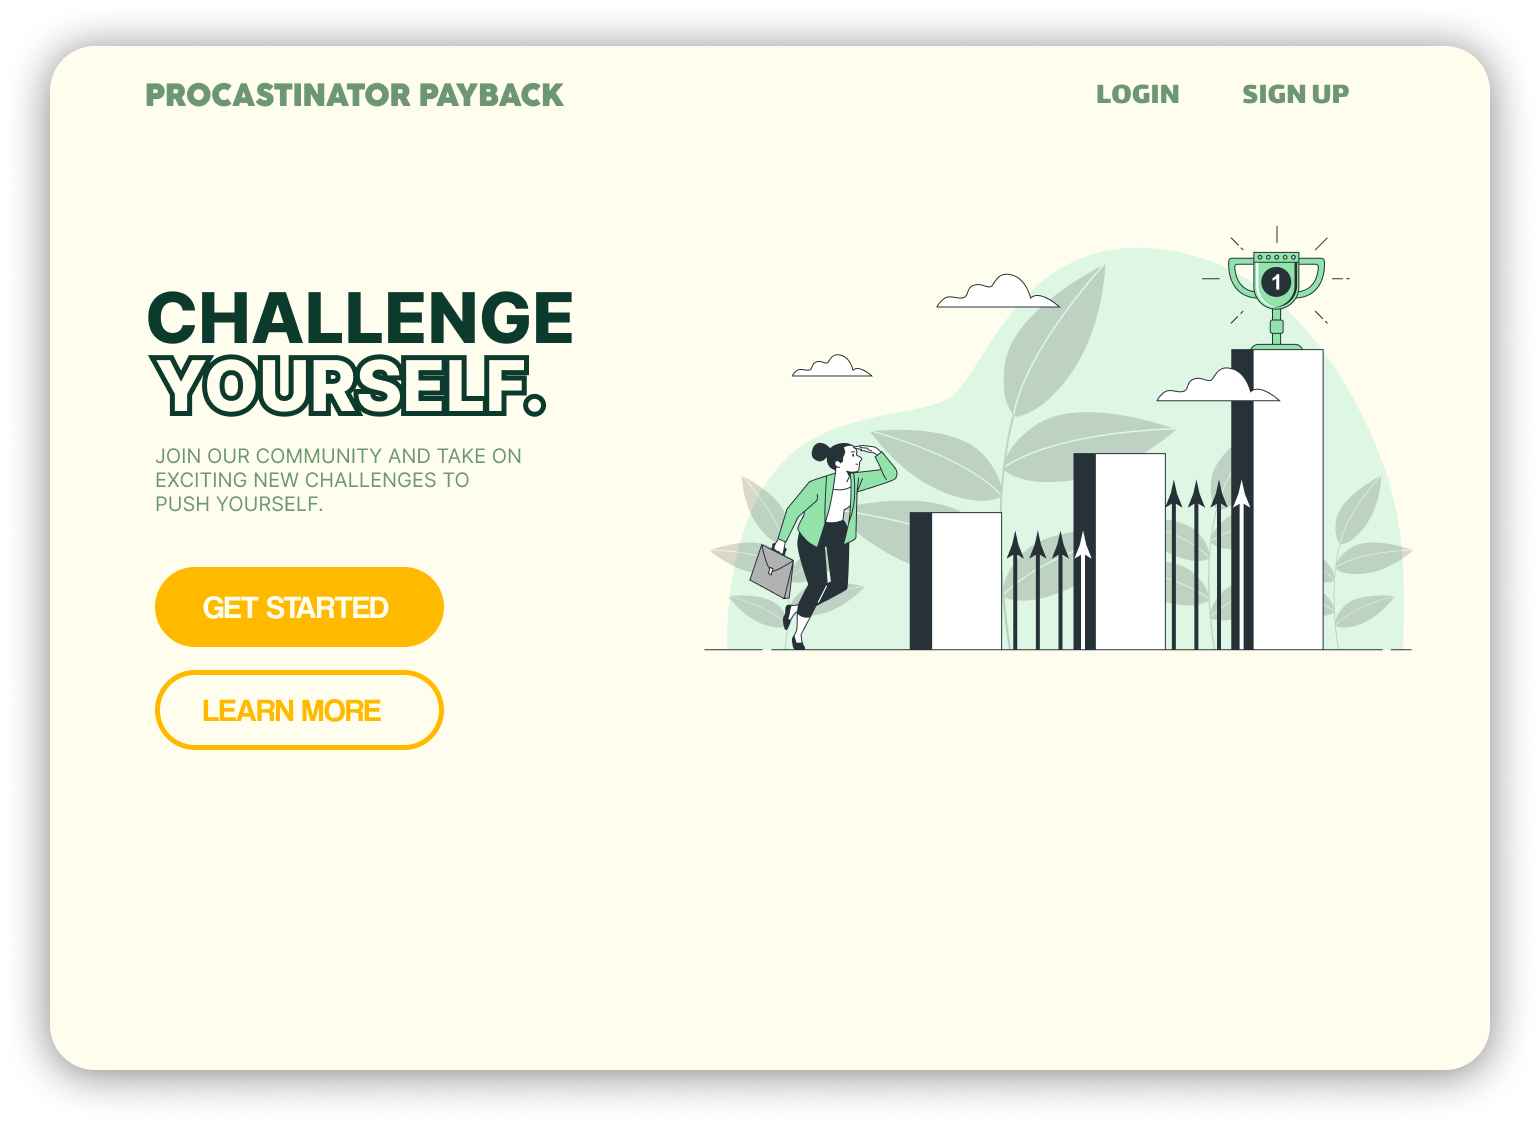 PROCASTINATOR PAYBACK
LOGIN
SIGN UP
CHALLENGE
YOURSELF.
JOIN OUR COMMUNITY AND TAKE ON
EXCITING NEW CHALLENGES TO
PUSH YOURSELF.
GET STARTED
LEARN MORE
1